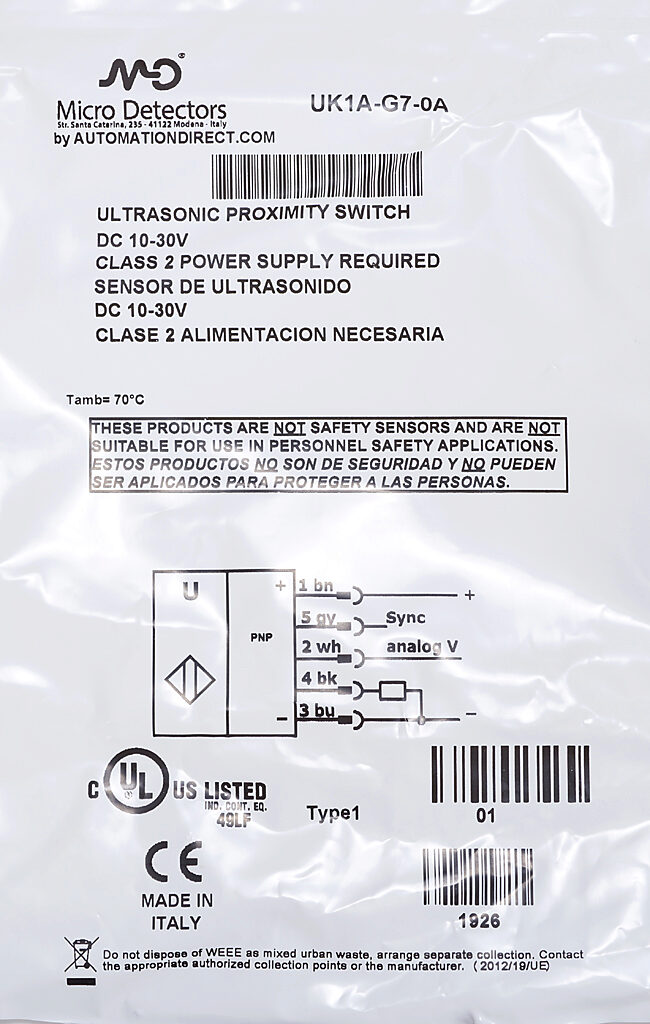 MD
Micro Detectors
Str. Santa Caterina, 235 - 41122 Modena - Italy
by AUTOMATIONDIRECT.COM
UK1A-G7-0A
ULTRASONIC PROXIMITY SWITCH
DC 10-30V
CLASS 2 POWER SUPPLY REQUIRED
SENSOR DE ULTRASONIDO
DC 10-30V
CLASE 2 ALIMENTACION NECESARIA
Tamb= 70°C
THESE PRODUCTS ARE NOT SAFETY SENSORS AND ARE NOT
SUITABLE FOR USE IN PERSONNEL SAFETY APPLICATIONS.
ESTOS PRODUCTOS NO SON DE SEGURIDAD Y NO PUEDEN
SER APLICADOS PARA PROTEGER A LAS PERSONAS.
U
PNP
+ 1 bn +
5 gy Sync
2 wh analog V
4 bk
- 3 bu -
C UL US LISTED
IND. CONT. EQ.
49LF
Type1
01
CE
MADE IN
ITALY
1926
Do not dispose of WEEE as mixed urban waste, arrange separate collection. Contact
the appropriate authorized collection points or the manufacturer. (2012/19/UE)